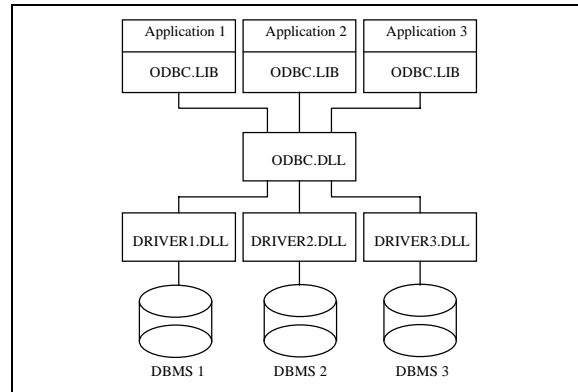 Application 1 Application 2 Application 3
ODBC.LIB ODBC.LIB ODBC.LIB
ODBC.DLL
DRIVER1.DLL DRIVER2.DLL DRIVER3.DLL
DBMS 1 DBMS 2 DBMS 3